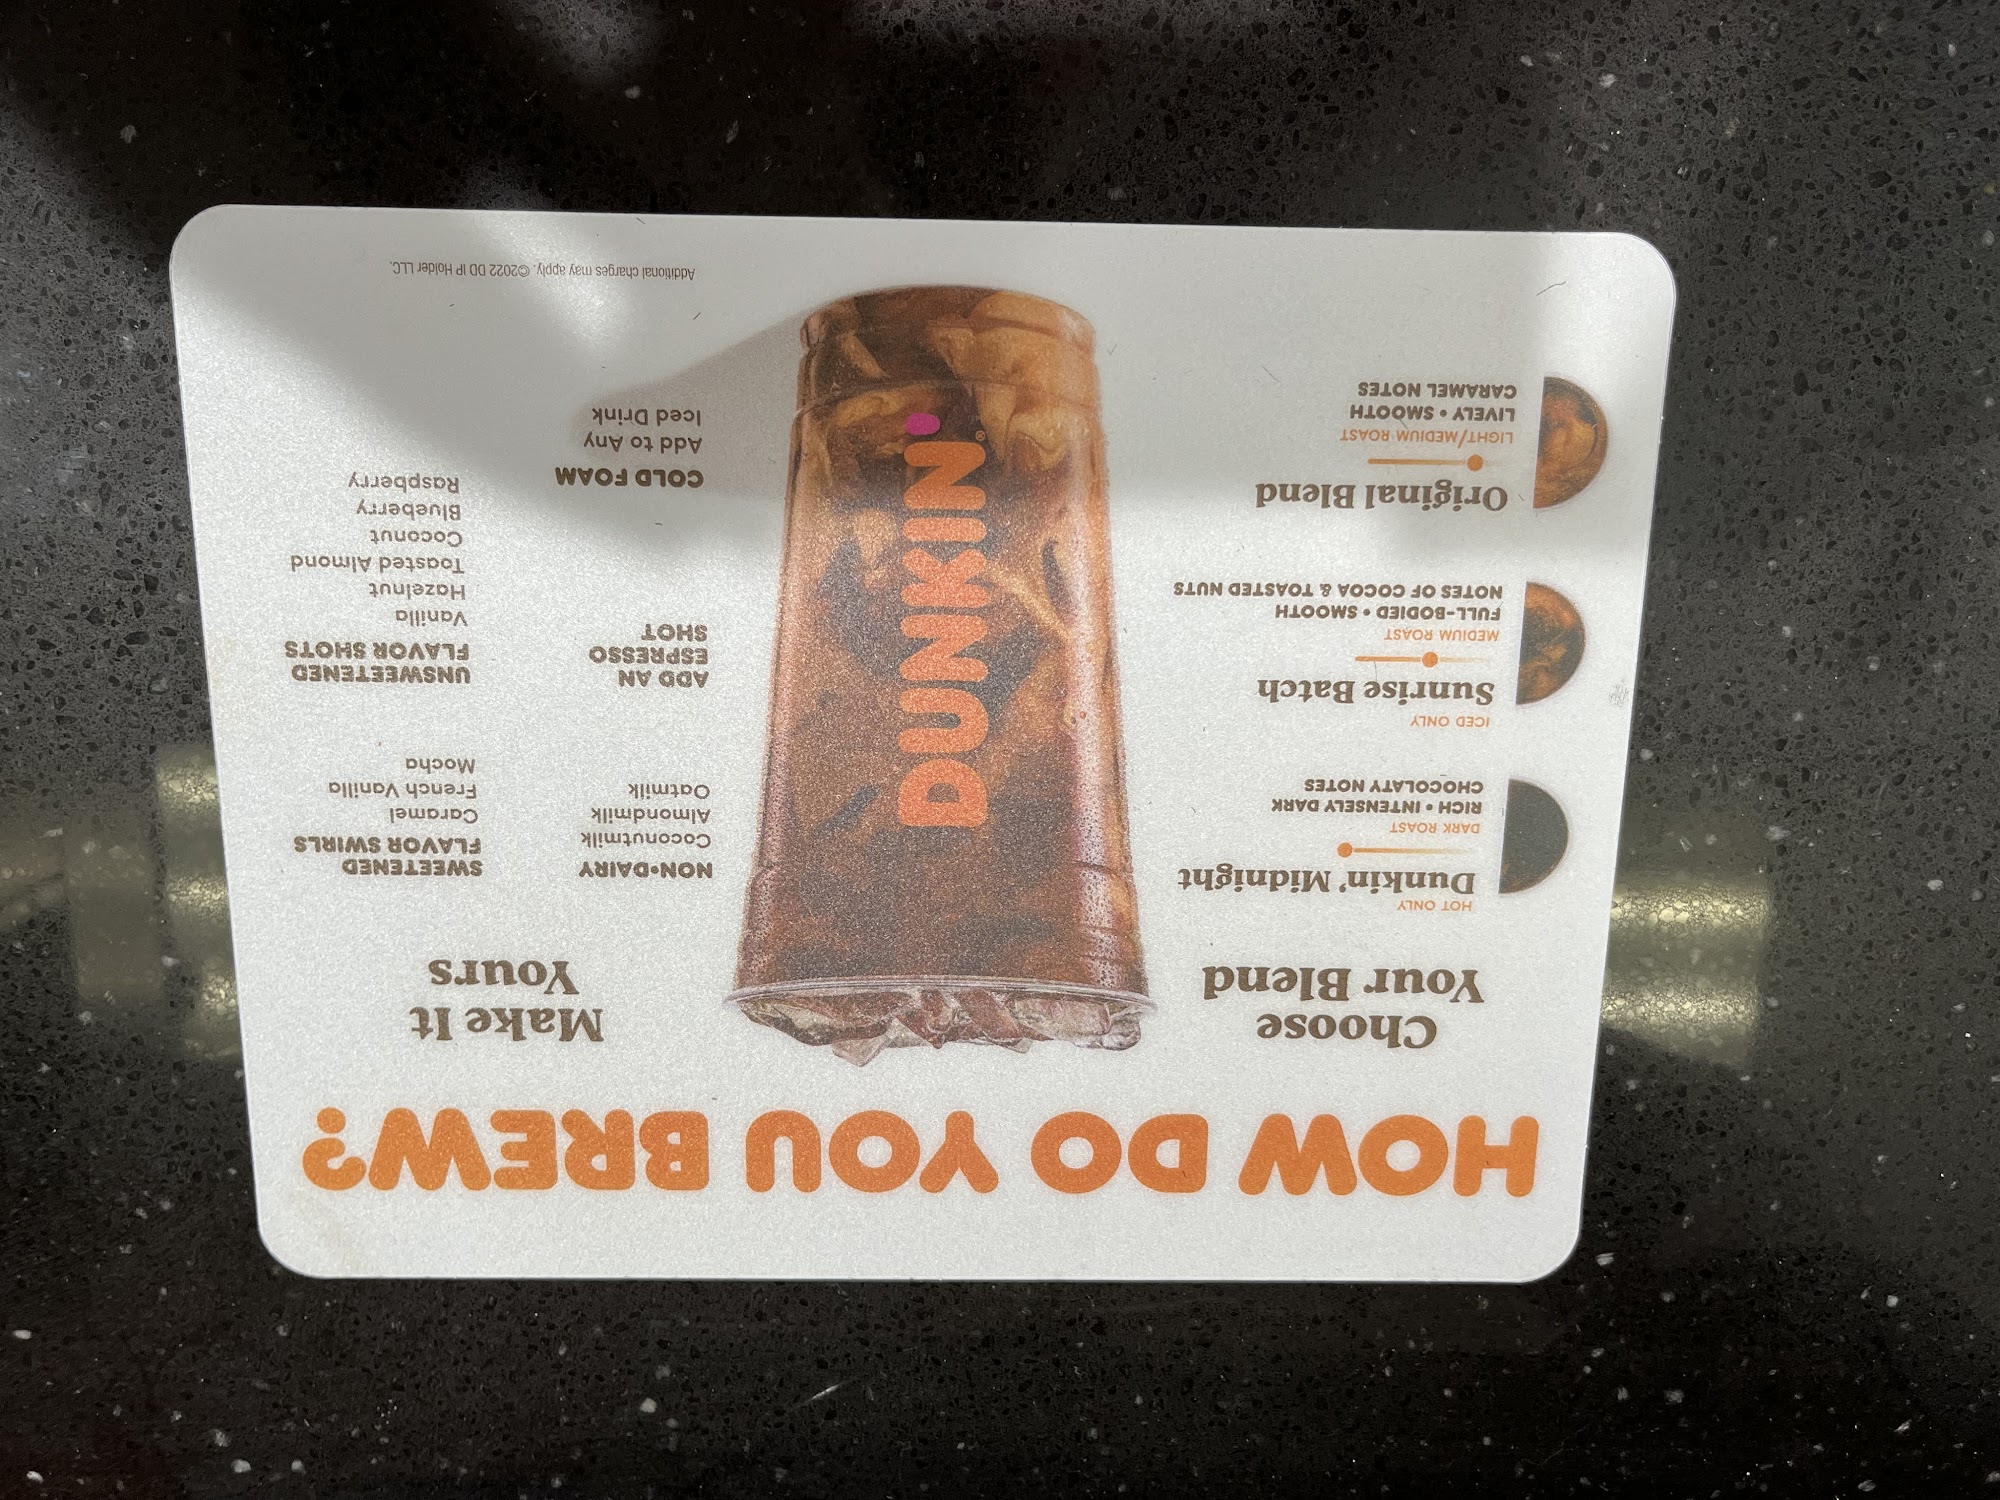 HOW DO YOU BREW?
Choose
Your Blend
HOT ONLY
Dunkin' Midnight
DARK ROAST
RICH • INTENSELY DARK
CHOCOLATY NOTES
ICED ONLY
Sunrise Batch
MEDIUM ROAST
FULL-BODIED • SMOOTH
NOTES OF COCOA & TOASTED NUTS
Original Blend
LIGHT/MEDIUM ROAST
LIVELY • SMOOTH
CARAMEL NOTES
DUNKIN'®
Make It
Yours
NON•DAIRY
Coconutmilk
Almondmilk
Oatmilk
ADD AN
ESPRESSO
SHOT
COLD FOAM
Add to Any
Iced Drink
SWEETENED
FLAVOR SWIRLS
Caramel
French Vanilla
Mocha
UNSWEETENED
FLAVOR SHOTS
Vanilla
Hazelnut
Toasted Almond
Coconut
Blueberry
Raspberry
Additional charges may apply. ©2022 DD IP Holder LLC.